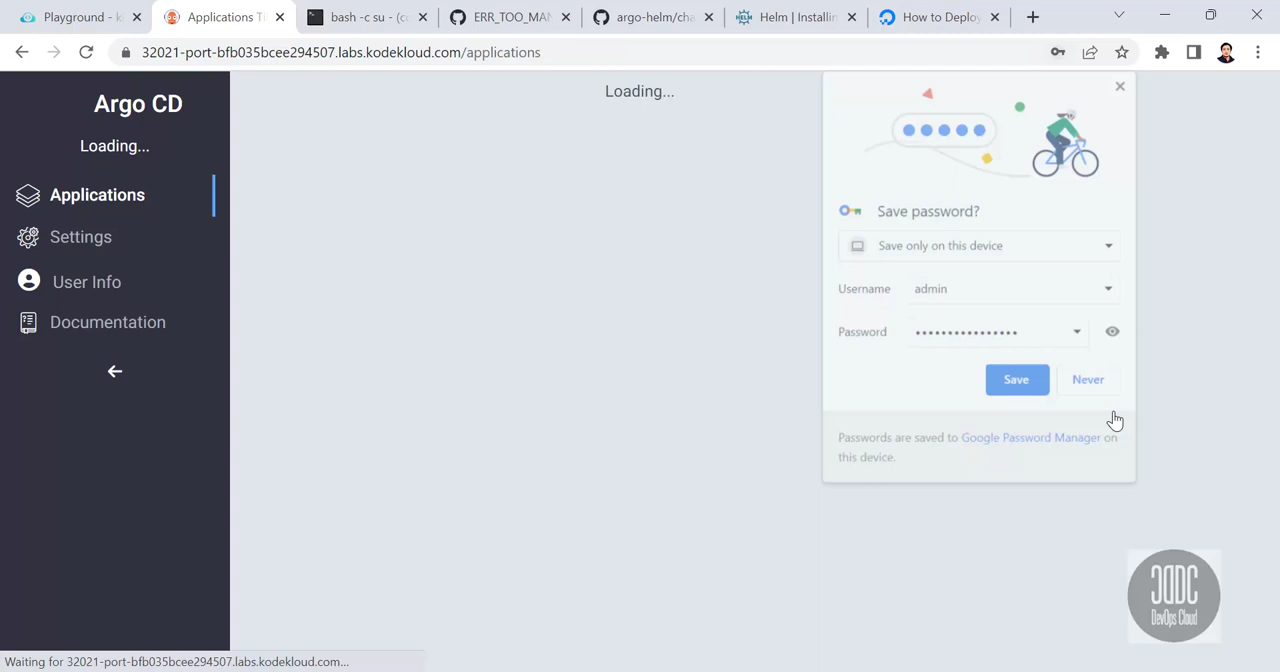 Playground - k
Applications Ti
bash -c su - (c
ERR_TOO_MAN
argo-helm/cha
Helm | Installin
How to Deploy
32021-port-bfb035bcee294507.labs.kodekloud.com/applications
Argo CD
Loading...
Applications
Settings
User Info
Documentation
Loading...
Save password?
Save only on this device
Username admin
Password ••••••••••••••••
Save Never
Passwords are saved to Google Password Manager on
this device.
DevOps Cloud
Waiting for 32021-port-bfb035bcee294507.labs.kodekloud.com...